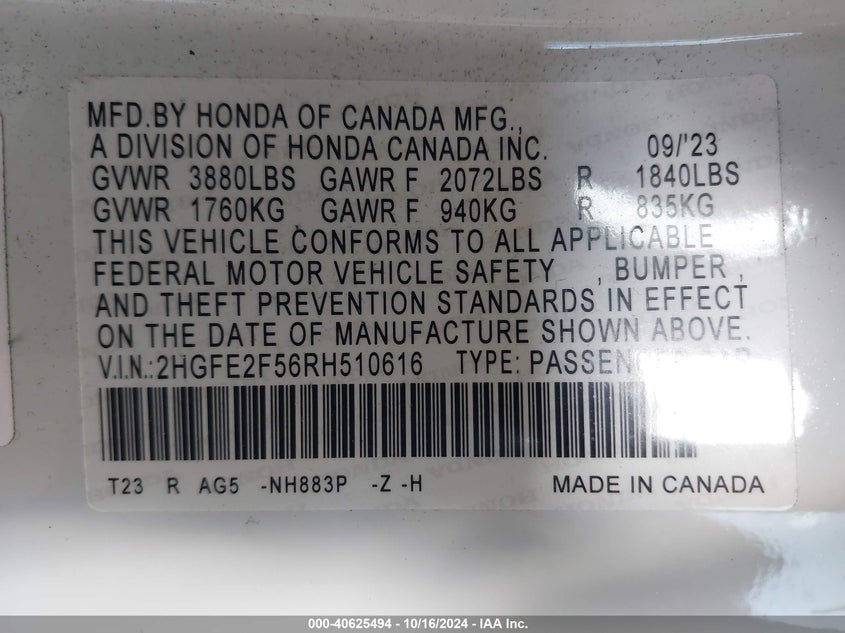 MFD.BY HONDA OF CANADA MFG.,
A DIVISION OF HONDA CANADA INC. 09/'23
GVWR 3880LBS GAWR F 2072LBS R 1840LBS
GVWR 1760KG GAWR F 940KG R 835KG
THIS VEHICLE CONFORMS TO ALL APPLICABLE
FEDERAL MOTOR VEHICLE SAFETY , BUMPER ,
AND THEFT PREVENTION STANDARDS IN EFFECT
ON THE DATE OF MANUFACTURE SHOWN ABOVE.
V.I.N.:2HGFE2F56RH510616 TYPE:
T23 R AG5 -NH883P -Z -H MADE IN CANADA
000-40625494 - 10/16/2024 - IAA Inc.